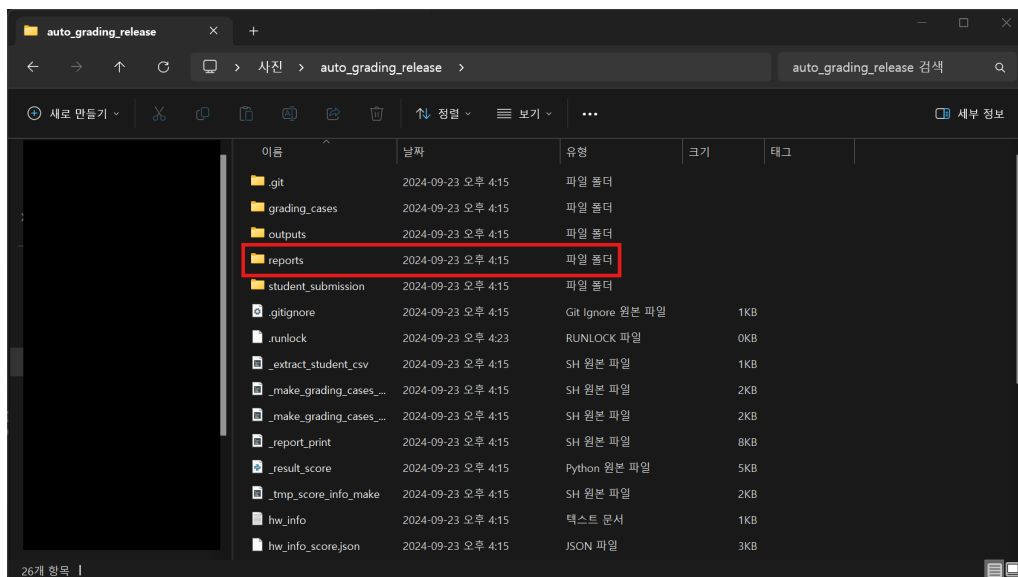 auto_grading_release
사진 > auto_grading_release >
auto_grading_release 검색
새로 만들기 정렬 보기 ... 세부 정보
이름 날짜 유형 크기 태그
.git 2024-09-23 오후 4:15 파일 폴더
grading_cases 2024-09-23 오후 4:15 파일 폴더
outputs 2024-09-23 오후 4:15 파일 폴더
reports 2024-09-23 오후 4:15 파일 폴더
student_submission 2024-09-23 오후 4:15 파일 폴더
.gitignore 2024-09-23 오후 4:15 Git Ignore 원본 파일 1KB
.runlock 2024-09-23 오후 4:23 RUNLOCK 파일 0KB
_extract_student_csv 2024-09-23 오후 4:15 SH 원본 파일 1KB
_make_grading_cases_... 2024-09-23 오후 4:15 SH 원본 파일 2KB
_make_grading_cases_... 2024-09-23 오후 4:15 SH 원본 파일 2KB
_report_print 2024-09-23 오후 4:15 SH 원본 파일 8KB
_result_score 2024-09-23 오후 4:15 Python 원본 파일 5KB
_tmp_score_info_make 2024-09-23 오후 4:15 SH 원본 파일 2KB
hw_info 2024-09-23 오후 4:15 텍스트 문서 1KB
hw_info_score.json 2024-09-23 오후 4:15 JSON 파일 3KB
26개 항목